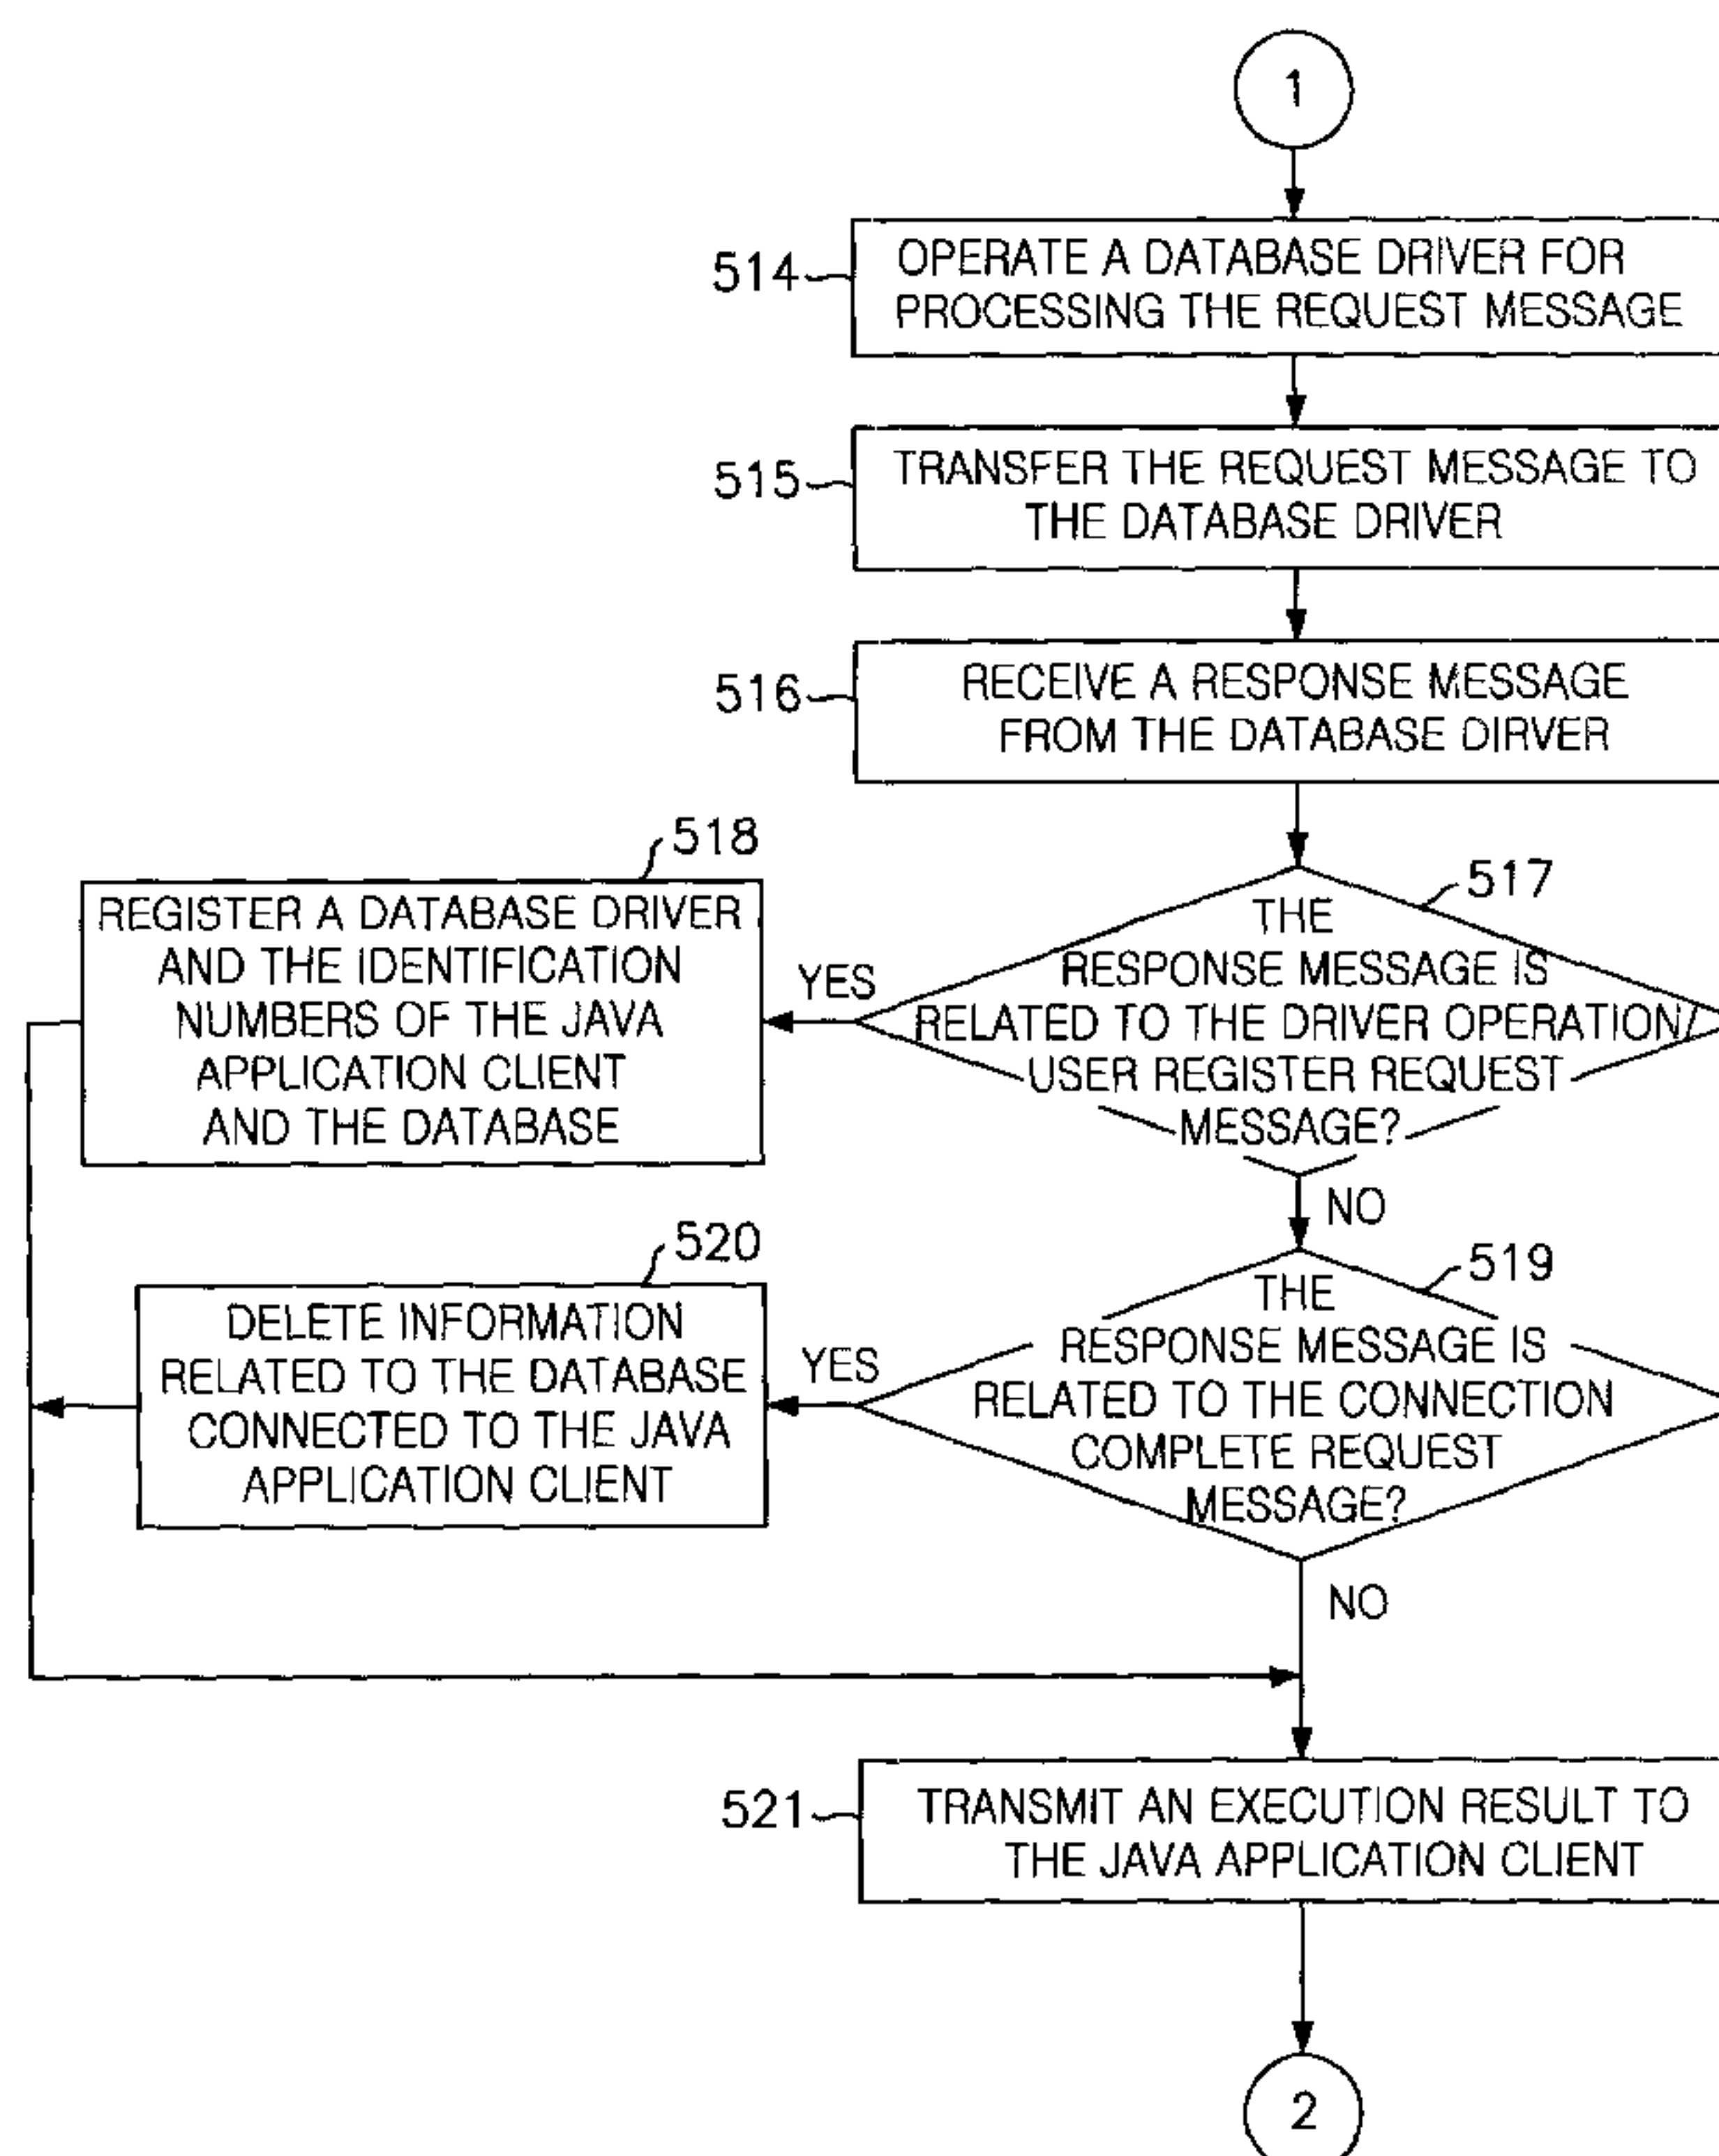 1
514
OPERATE A DATABASE DRIVER FOR
PROCESSING THE REQUEST MESSAGE
515
TRANSFER THE REQUEST MESSAGE TO
THE DATABASE DRIVER
516
RECEIVE A RESPONSE MESSAGE
FROM THE DATABASE DIRVER
517
THE
RESPONSE MESSAGE IS
RELATED TO THE DRIVER OPERATION/
USER REGISTER REQUEST
MESSAGE?
YES
518
REGISTER A DATABASE DRIVER
AND THE IDENTIFICATION
NUMBERS OF THE JAVA
APPLICATION CLIENT
AND THE DATABASE
NO
519
THE
RESPONSE MESSAGE IS
RELATED TO THE CONNECTION
COMPLETE REQUEST
MESSAGE?
YES
520
DELETE INFORMATION
RELATED TO THE DATABASE
CONNECTED TO THE JAVA
APPLICATION CLIENT
NO
521
TRANSMIT AN EXECUTION RESULT TO
THE JAVA APPLICATION CLIENT
2